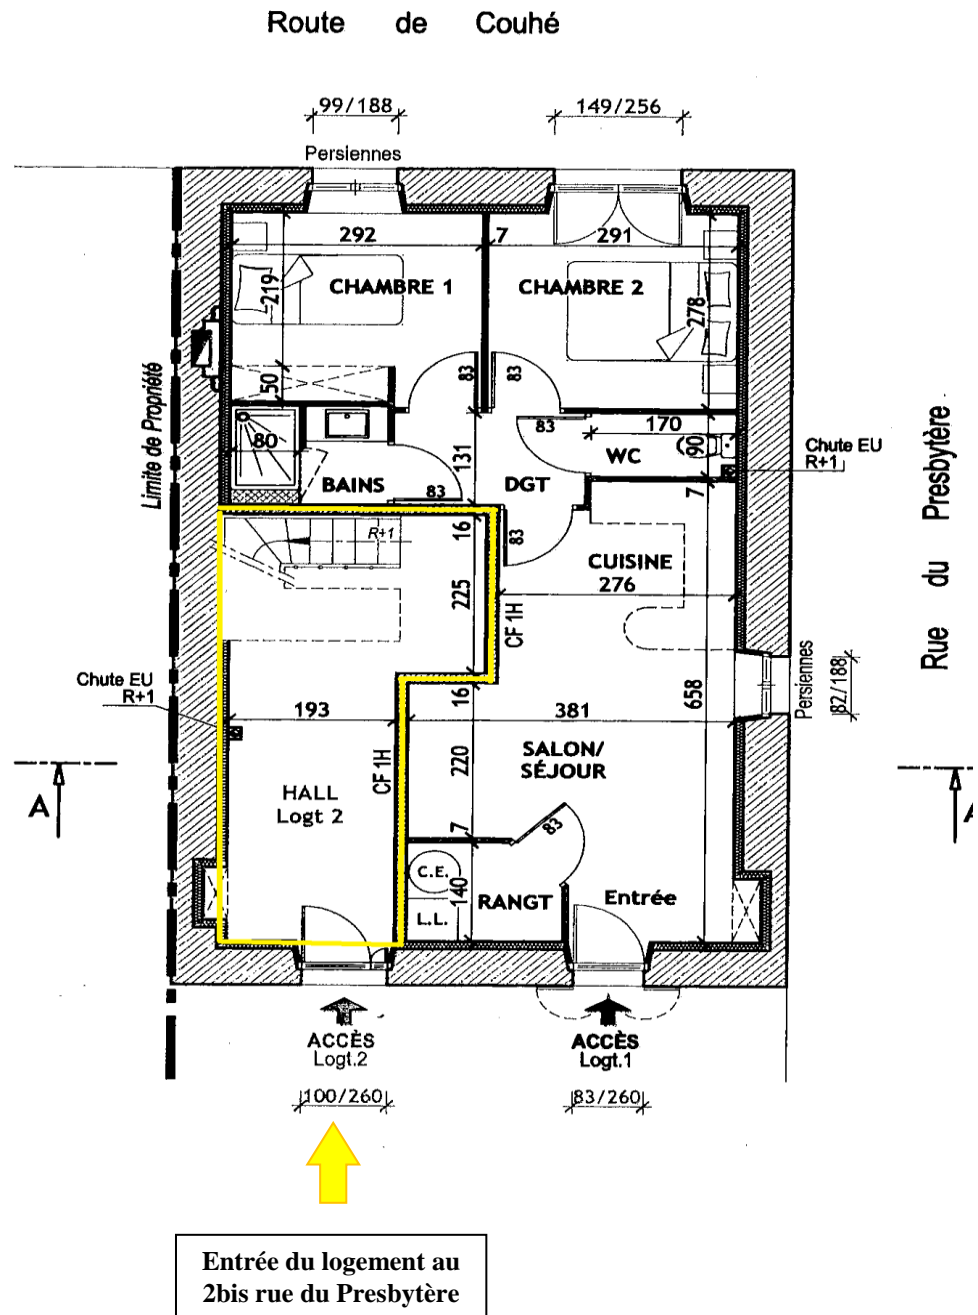 Route de Couhé
99/188
149/256
Persiennes
292
7
291
219
CHAMBRE 1
CHAMBRE 2
278
50
83
83
Limite de Propriété
80
83
170
131
WC
90
Chute EU
R+1
BAINS
83
DGT
7
Rue du Presbytère
R+1
16
83
CUISINE
276
225
CF 1H
Chute EU
R+1
193
16
381
658
Persiennes
82/188
SALON/
SÉJOUR
220
CF 1H
A
A
HALL
Logt 2
7
83
C.E.
140
RANGT
Entrée
L.L.
ACCÈS
Logt.2
ACCÈS
Logt.1
100/260
83/260
Entrée du logement au
2bis rue du Presbytère